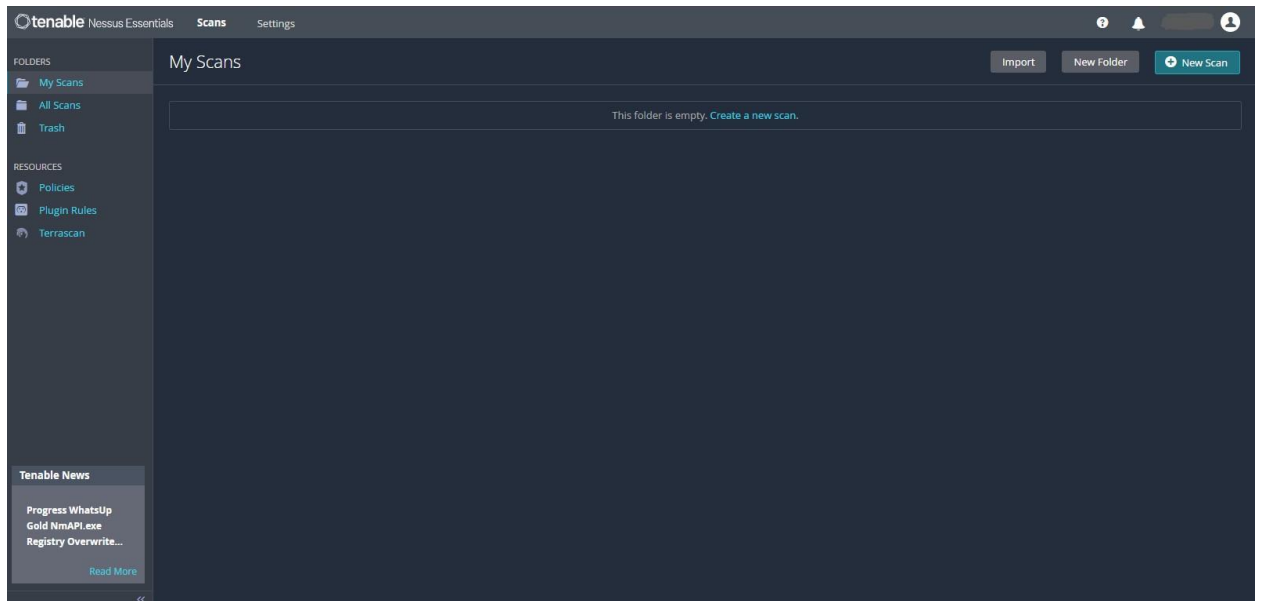 tenable Nessus Essentials Scans Settings
FOLDERS
My Scans
All Scans
Trash
RESOURCES
Policies
Plugin Rules
Terrascan
Tenable News
Progress WhatsUp
Gold NmAPI.exe
Registry Overwrite...
Read More
My Scans Import New Folder New Scan
This folder is empty. Create a new scan.